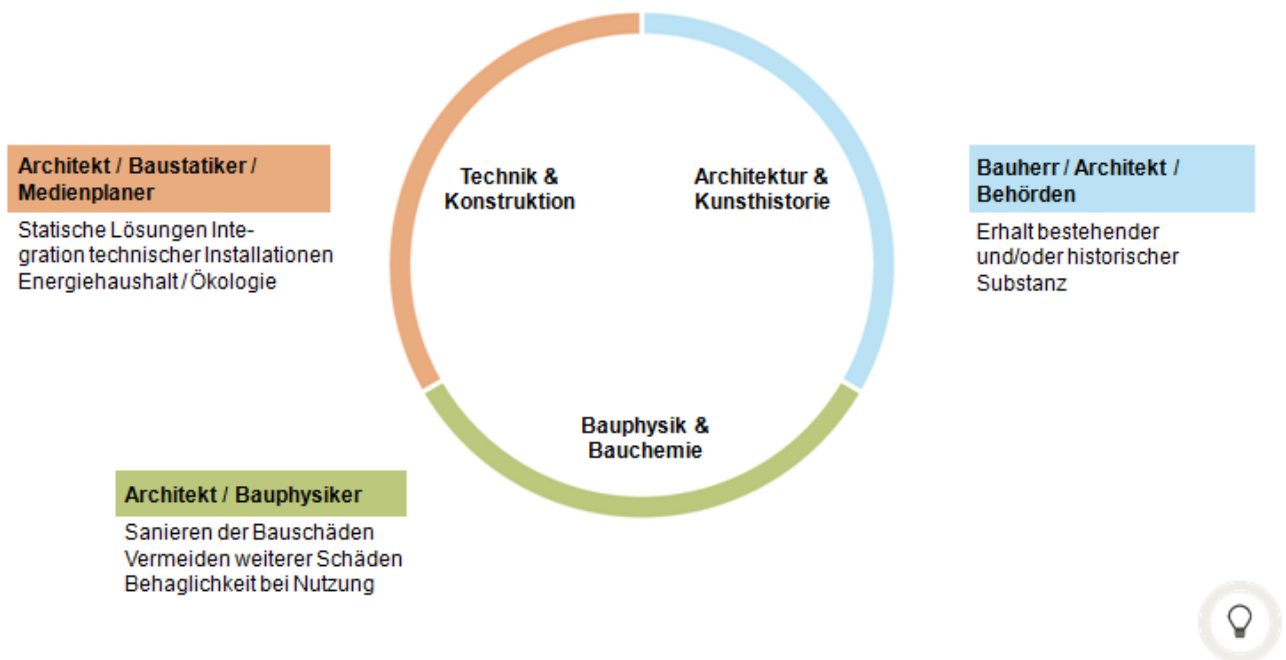 Technik &
Konstruktion
Architektur &
Kunsthistorie
Bauphysik &
Bauchemie
Architekt / Baustatiker /
Medienplaner
Statische Lösungen Inte-
gration technischer Installationen
Energiehaushalt / Ökologie
Bauherr / Architekt /
Behörden
Erhalt bestehender
und/oder historischer
Substanz
Architekt / Bauphysiker
Sanieren der Bauschäden
Vermeiden weiterer Schäden
Behaglichkeit bei Nutzung